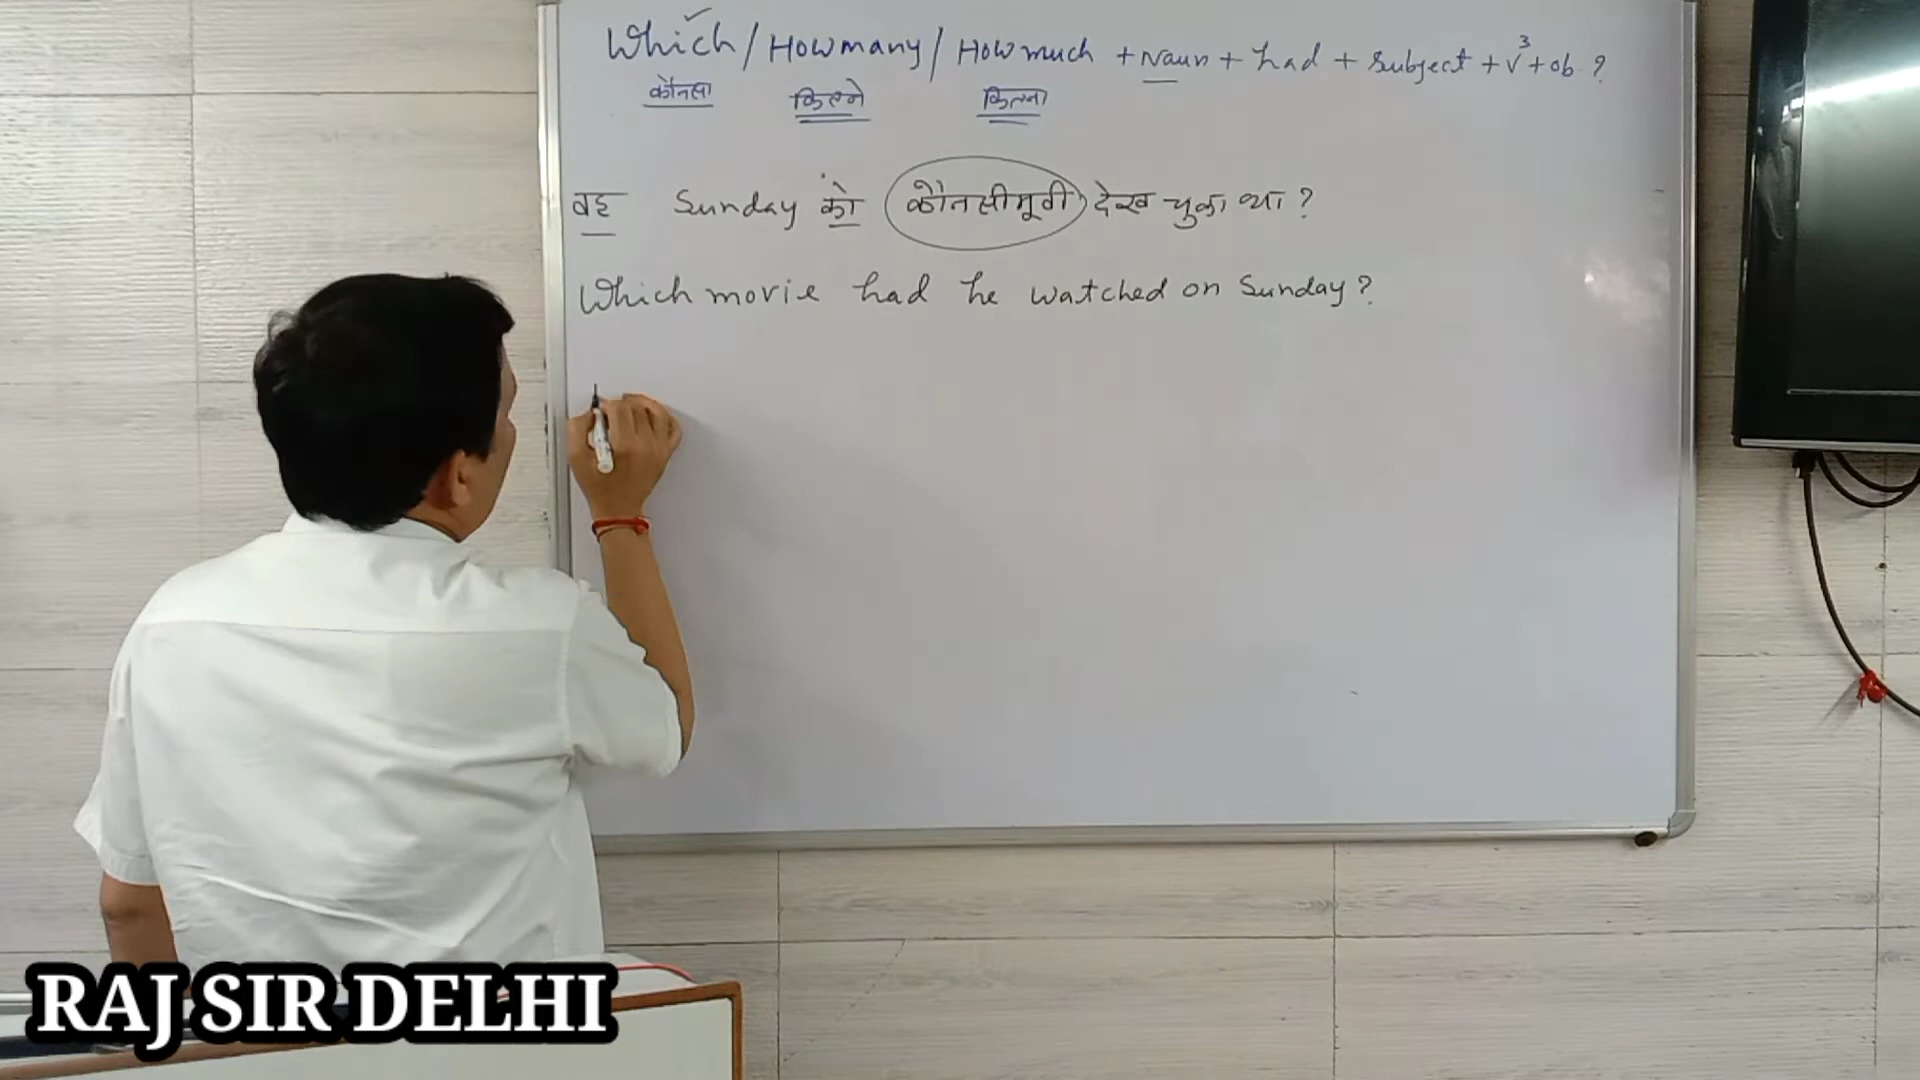 Which / How many / How much + Noun + had + Subject + V³ + ob. ?
कौनसा कितने कितना
वह Sunday को कौनसी मूवी देख चुका था ?
Which movie had he watched on Sunday ?
RAJ SIR DELHI